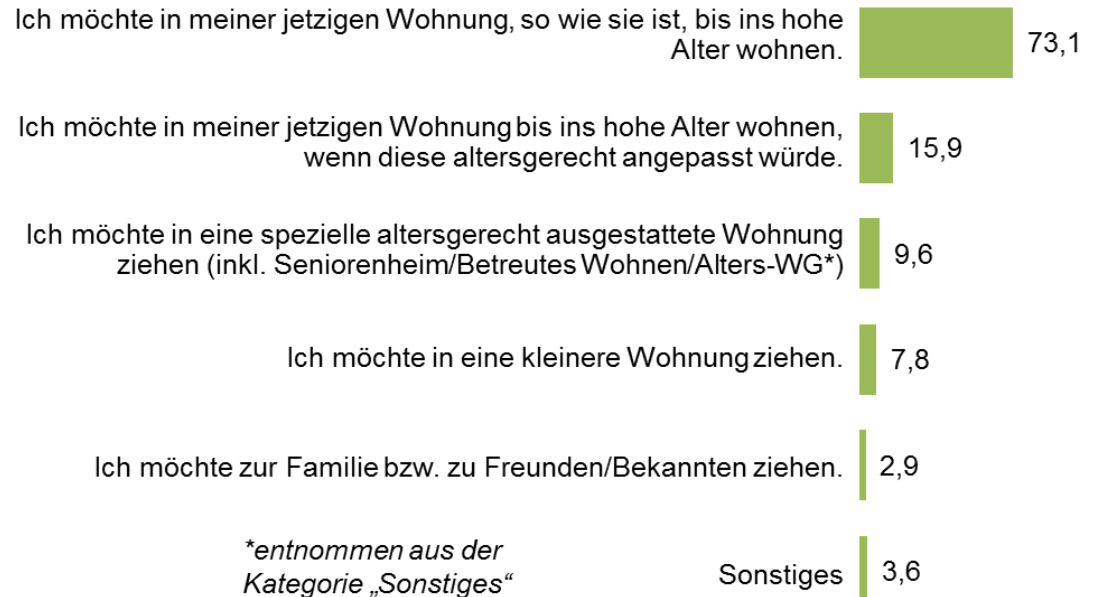 Ich möchte in meiner jetzigen Wohnung, so wie sie ist, bis ins hohe
Alter wohnen.
73,1
Ich möchte in meiner jetzigen Wohnung bis ins hohe Alter wohnen,
wenn diese altersgerecht angepasst würde.
15,9
Ich möchte in eine spezielle altersgerecht ausgestattete Wohnung
ziehen (inkl. Seniorenheim/Betreutes Wohnen/Alters-WG*)
9,6
Ich möchte in eine kleinere Wohnung ziehen.
7,8
Ich möchte zur Familie bzw. zu Freunden/Bekannten ziehen.
2,9
*entnommen aus der
Kategorie „Sonstiges“
Sonstiges
3,6